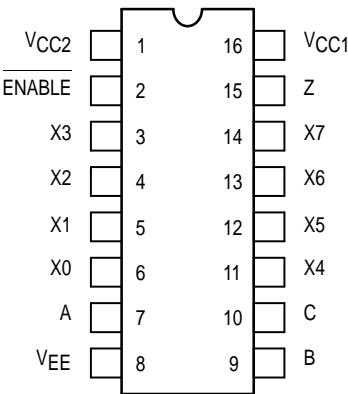 VCC2 1 16 VCC1
ENABLE 2 15 Z
X3 3 14 X7
X2 4 13 X6
X1 5 12 X5
X0 6 11 X4
A 7 10 C
VEE 8 9 B